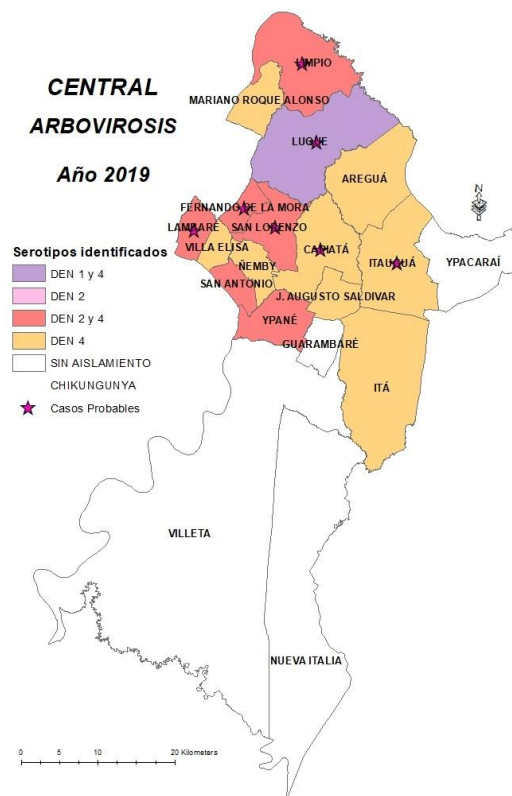 CENTRAL
ARBOVIROSIS
Año 2019
LIMPIO
MARIANO ROQUE ALONSO
LUQUE
AREGUÁ
N
FERNANDO DE LA MORA
LAMBARÉ
SAN LORENZO
VILLA ELISA
CAPIATÁ
ITAUGUÁ
YPACARAÍ
ÑEMBY
SAN ANTONIO
J. AUGUSTO SALDIVAR
YPANÉ
GUARAMBARÉ
ITÁ
Serotipos identificados
DEN 1 y 4
DEN 2
DEN 2 y 4
DEN 4
SIN AISLAMIENTO
CHIKUNGUNYA
Casos Probables
VILLETA
NUEVA ITALIA
0 5 10 20 Kilometers